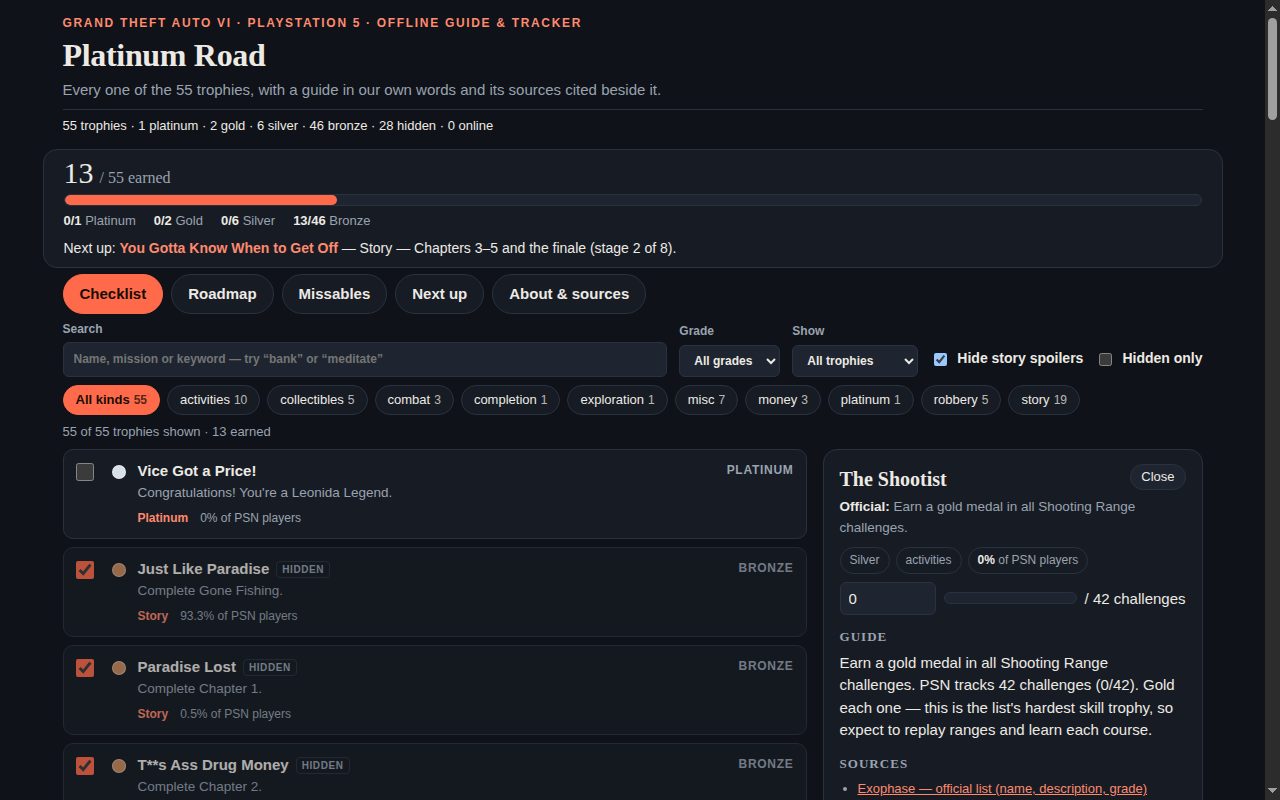 GRAND THEFT AUTO VI · PLAYSTATION 5 · OFFLINE GUIDE & TRACKER
Platinum Road
Every one of the 55 trophies, with a guide in our own words and its sources cited beside it.
55 trophies · 1 platinum · 2 gold · 6 silver · 46 bronze · 28 hidden · 0 online
13 / 55 earned
0/1 Platinum 0/2 Gold 0/6 Silver 13/46 Bronze
Next up: You Gotta Know When to Get Off — Story — Chapters 3–5 and the finale (stage 2 of 8).
Checklist Roadmap Missables Next up About & sources
Search Grade Show
Name, mission or keyword — try “bank” or “meditate” All grades All trophies Hide story spoilers Hidden only
All kinds 55 activities 10 collectibles 5 combat 3 completion 1 exploration 1 misc 7 money 3 platinum 1 robbery 5 story 19
55 of 55 trophies shown · 13 earned
Vice Got a Price! PLATINUM
Congratulations! You're a Leonida Legend.
Platinum 0% of PSN players
Just Like Paradise HIDDEN BRONZE
Complete Gone Fishing.
Story 93.3% of PSN players
Paradise Lost HIDDEN BRONZE
Complete Chapter 1.
Story 0.5% of PSN players
T**s Ass Drug Money HIDDEN BRONZE
Complete Chapter 2.
The Shootist Close
Official: Earn a gold medal in all Shooting Range
challenges.
Silver activities 0% of PSN players
0 / 42 challenges
GUIDE
Earn a gold medal in all Shooting Range
challenges. PSN tracks 42 challenges (0/42). Gold
each one — this is the list's hardest skill trophy, so
expect to replay ranges and learn each course.
SOURCES
Exophase — official list (name, description, grade)